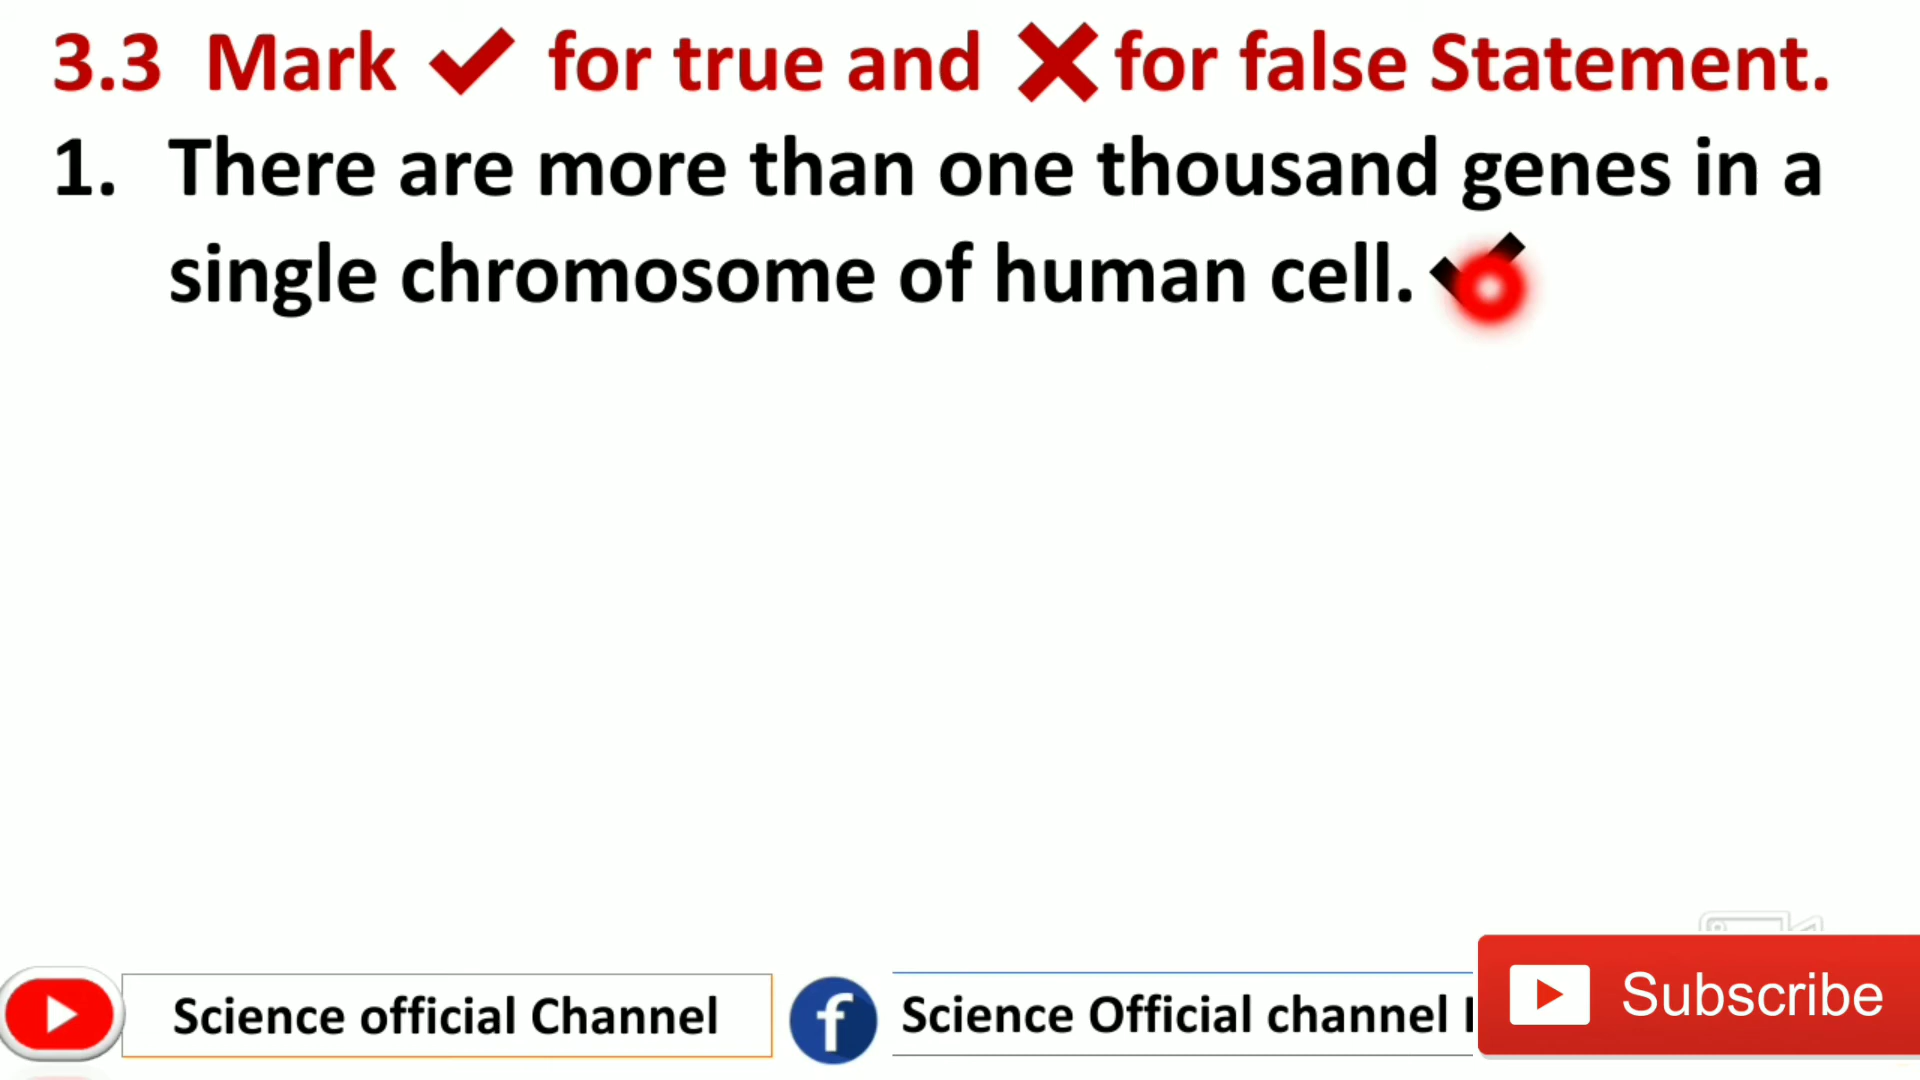 3.3 Mark ✔ for true and ✖ for false Statement.
1. There are more than one thousand genes in a
single chromosome of human cell. ✔
Science official Channel
Science Official channel
Subscribe